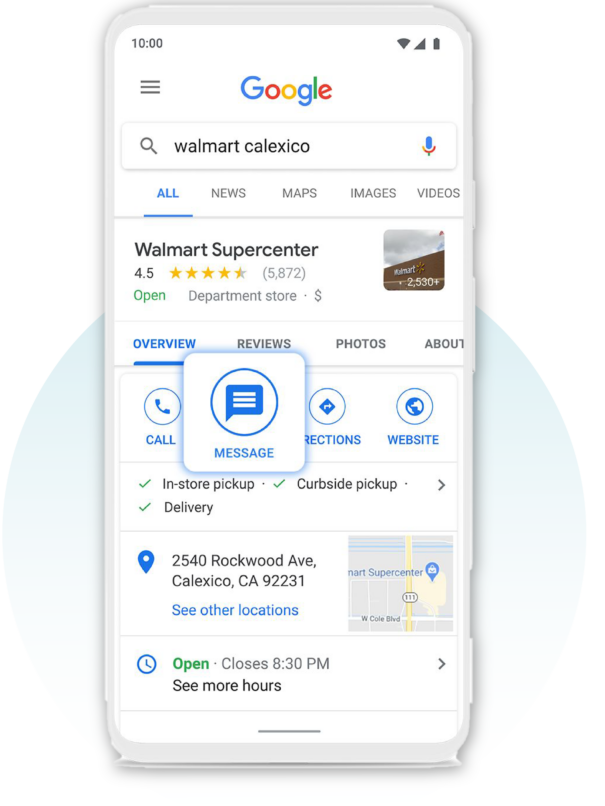 10:00
Google
walmart calexico
ALL NEWS MAPS IMAGES VIDEOS
Walmart Supercenter
4.5 (5,872)
Open Department store · $
Walmart
2,530+
OVERVIEW REVIEWS PHOTOS ABOUT
CALL MESSAGE RECTIONS WEBSITE
In-store pickup · Curbside pickup ·
Delivery
2540 Rockwood Ave,
Calexico, CA 92231
See other locations
mart Supercenter
111
W Cole Blvd
Open · Closes 8:30 PM
See more hours